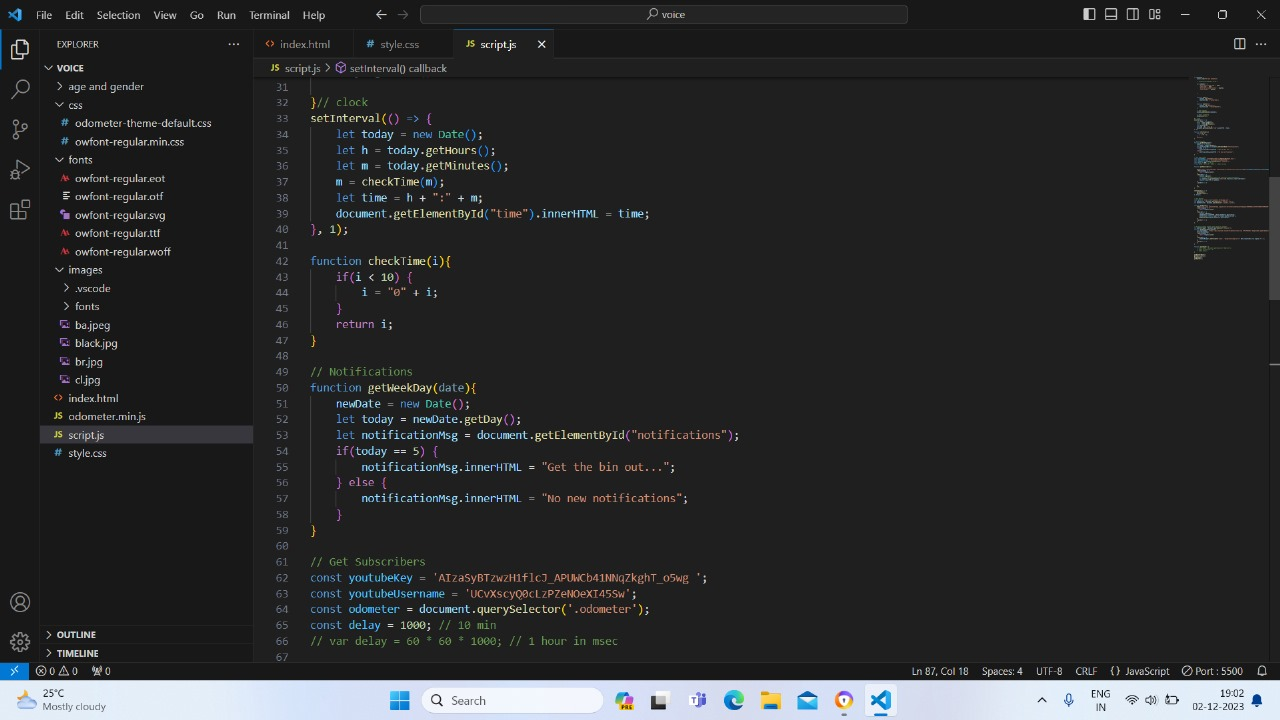 File Edit Selection View Go Run Terminal Help
voice
EXPLORER
index.html
style.css
script.js
script.js > setInterval() callback
VOICE
age and gender
css
odometer-theme-default.css
owfont-regular.min.css
fonts
owfont-regular.eot
owfont-regular.otf
owfont-regular.svg
owfont-regular.ttf
owfont-regular.woff
images
.vscode
fonts
ba.jpeg
black.jpg
br.jpg
cl.jpg
index.html
odometer.min.js
script.js
style.css
OUTLINE
TIMELINE
31
32 }// clock
33 setInterval(() => {
34 let today = new Date();
35 let h = today.getHours();
36 let m = today.getMinutes()
37 m = checkTime(m);
38 let time = h + ":" + m;
39 document.getElementById("time").innerHTML = time;
40 }, 1);
41
42 function checkTime(i){
43 if(i < 10) {
44 i = "0" + i;
45 }
46 return i;
47 }
48
49 // Notifications
50 function getWeekDay(date){
51 newDate = new Date();
52 let today = newDate.getDay();
53 let notificationMsg = document.getElementById("notifications");
54 if(today == 5) {
55 notificationMsg.innerHTML = "Get the bin out...";
56 } else {
57 notificationMsg.innerHTML = "No new notifications";
58 }
59 }
60
61 // Get Subscribers
62 const youtubeKey = 'AIzaSyBTzwzH1flcJ_APUWCb41NNqZkghT_o5wg ';
63 const youtubeUsername = 'UCvXscyQ0cLzPZeNOeXI45Sw';
64 const odometer = document.querySelector('.odometer');
65 const delay = 1000; // 10 min
66 // var delay = 60 * 60 * 1000; // 1 hour in msec
67
0 0 0
Ln 87, Col 18 Spaces: 4 UTF-8 CRLF {} JavaScript Port : 5500
25°C
Mostly cloudy
Search
PRE
ENG
IN
19:02
02-12-2023